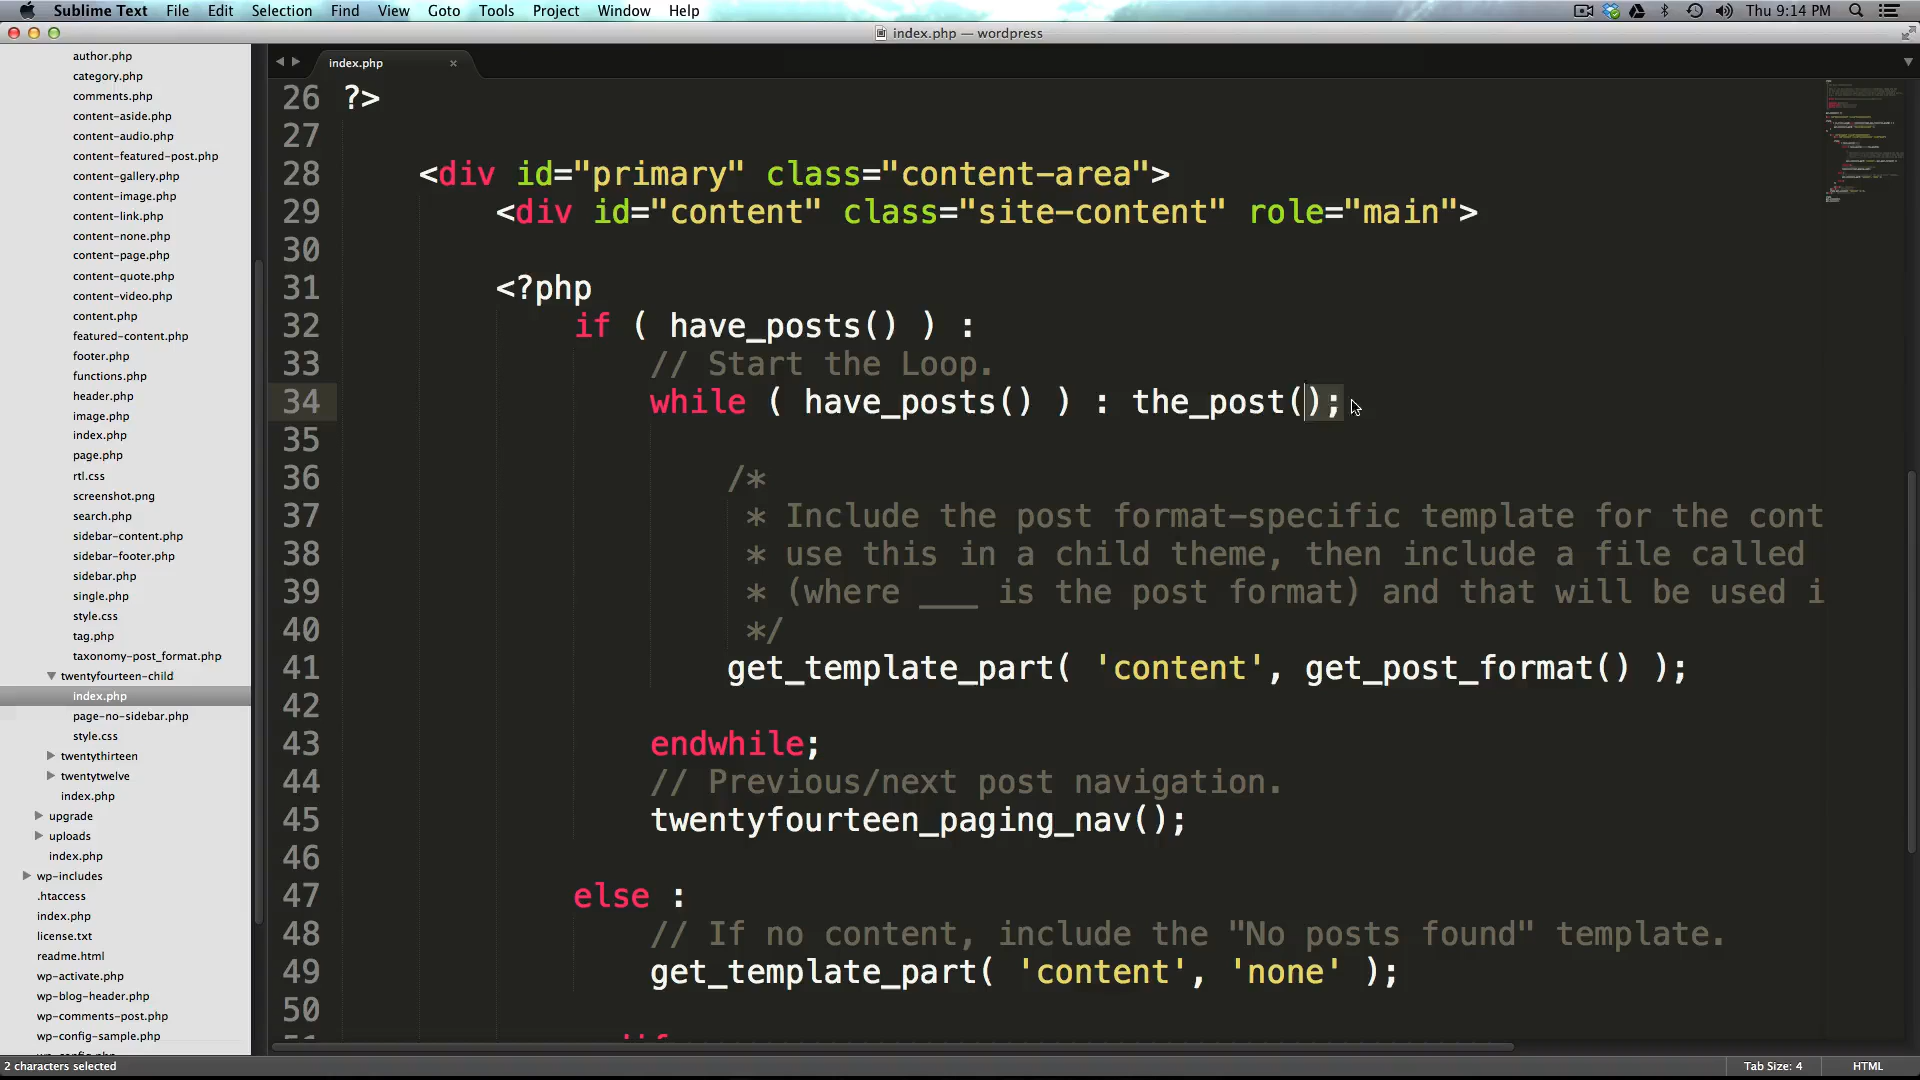 Sublime Text File Edit Selection Find View Goto Tools Project Window Help Thu 9:14 PM
index.php — wordpress
author.php
category.php
comments.php
content-aside.php
content-audio.php
content-featured-post.php
content-gallery.php
content-image.php
content-link.php
content-none.php
content-page.php
content-quote.php
content-video.php
content.php
featured-content.php
footer.php
functions.php
header.php
image.php
index.php
page.php
rtl.css
screenshot.png
search.php
sidebar-content.php
sidebar-footer.php
sidebar.php
single.php
style.css
tag.php
taxonomy-post_format.php
twentyfourteen-child
index.php
page-no-sidebar.php
style.css
twentythirteen
twentytwelve
index.php
upgrade
uploads
index.php
wp-includes
.htaccess
index.php
license.txt
readme.html
wp-activate.php
wp-blog-header.php
wp-comments-post.php
wp-config-sample.php
index.php
26 ?>
27
28 <div id="primary" class="content-area">
29 <div id="content" class="site-content" role="main">
30
31 <?php
32 if ( have_posts() ) :
33 // Start the Loop.
34 while ( have_posts() ) : the_post();
35
36 /*
37 * Include the post format-specific template for the cont
38 * use this in a child theme, then include a file called
39 * (where ___ is the post format) and that will be used i
40 */
41 get_template_part( 'content', get_post_format() );
42
43 endwhile;
44 // Previous/next post navigation.
45 twentyfourteen_paging_nav();
46
47 else :
48 // If no content, include the "No posts found" template.
49 get_template_part( 'content', 'none' );
50
2 characters selected Tab Size: 4 HTML